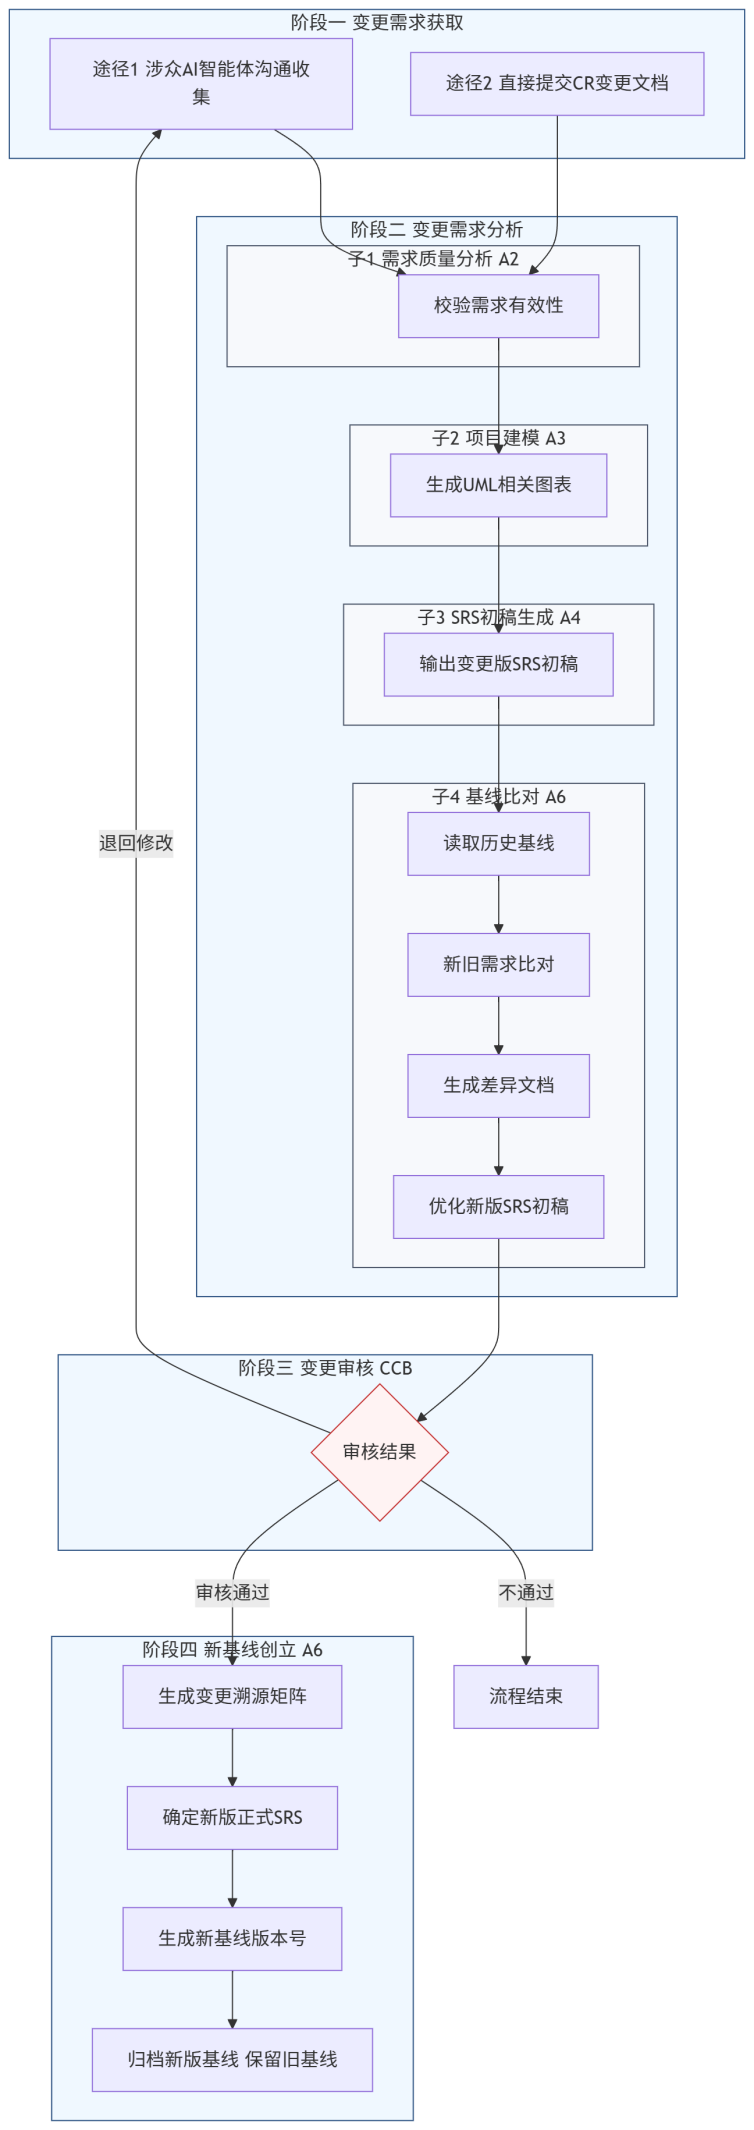 阶段一 变更需求获取
途径1 涉众AI智能体沟通收
集
途径2 直接提交CR变更文档
阶段二 变更需求分析
子1 需求质量分析 A2
校验需求有效性
子2 项目建模 A3
生成UML相关图表
子3 SRS初稿生成 A4
输出变更版SRS初稿
子4 基线比对 A6
读取历史基线
退回修改
新旧需求比对
生成差异文档
优化新版SRS初稿
阶段三 变更审核 CCB
审核结果
审核通过
不通过
阶段四 新基线创立 A6
生成变更溯源矩阵
流程结束
确定新版正式SRS
生成新基线版本号
归档新版基线 保留旧基线